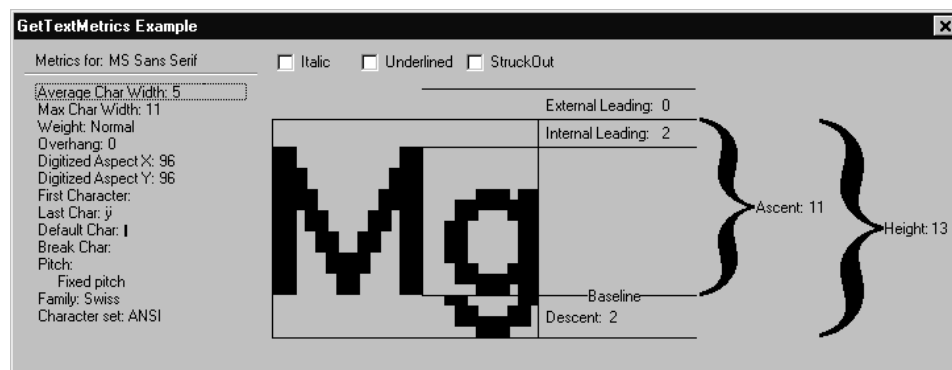 GetTextMetrics Example
Metrics for: MS Sans Serif
Italic Underlined StruckOut
Average Char Width: 5
Max Char Width: 11
Weight: Normal
Overhang: 0
Digitized Aspect X: 96
Digitized Aspect Y: 96
First Character:
Last Char: ÿ
Default Char: |
Break Char:
Pitch:
Fixed pitch
Family: Swiss
Character set: ANSI
External Leading: 0
Internal Leading: 2
Mg
Ascent: 11
Height: 13
Baseline
Descent: 2